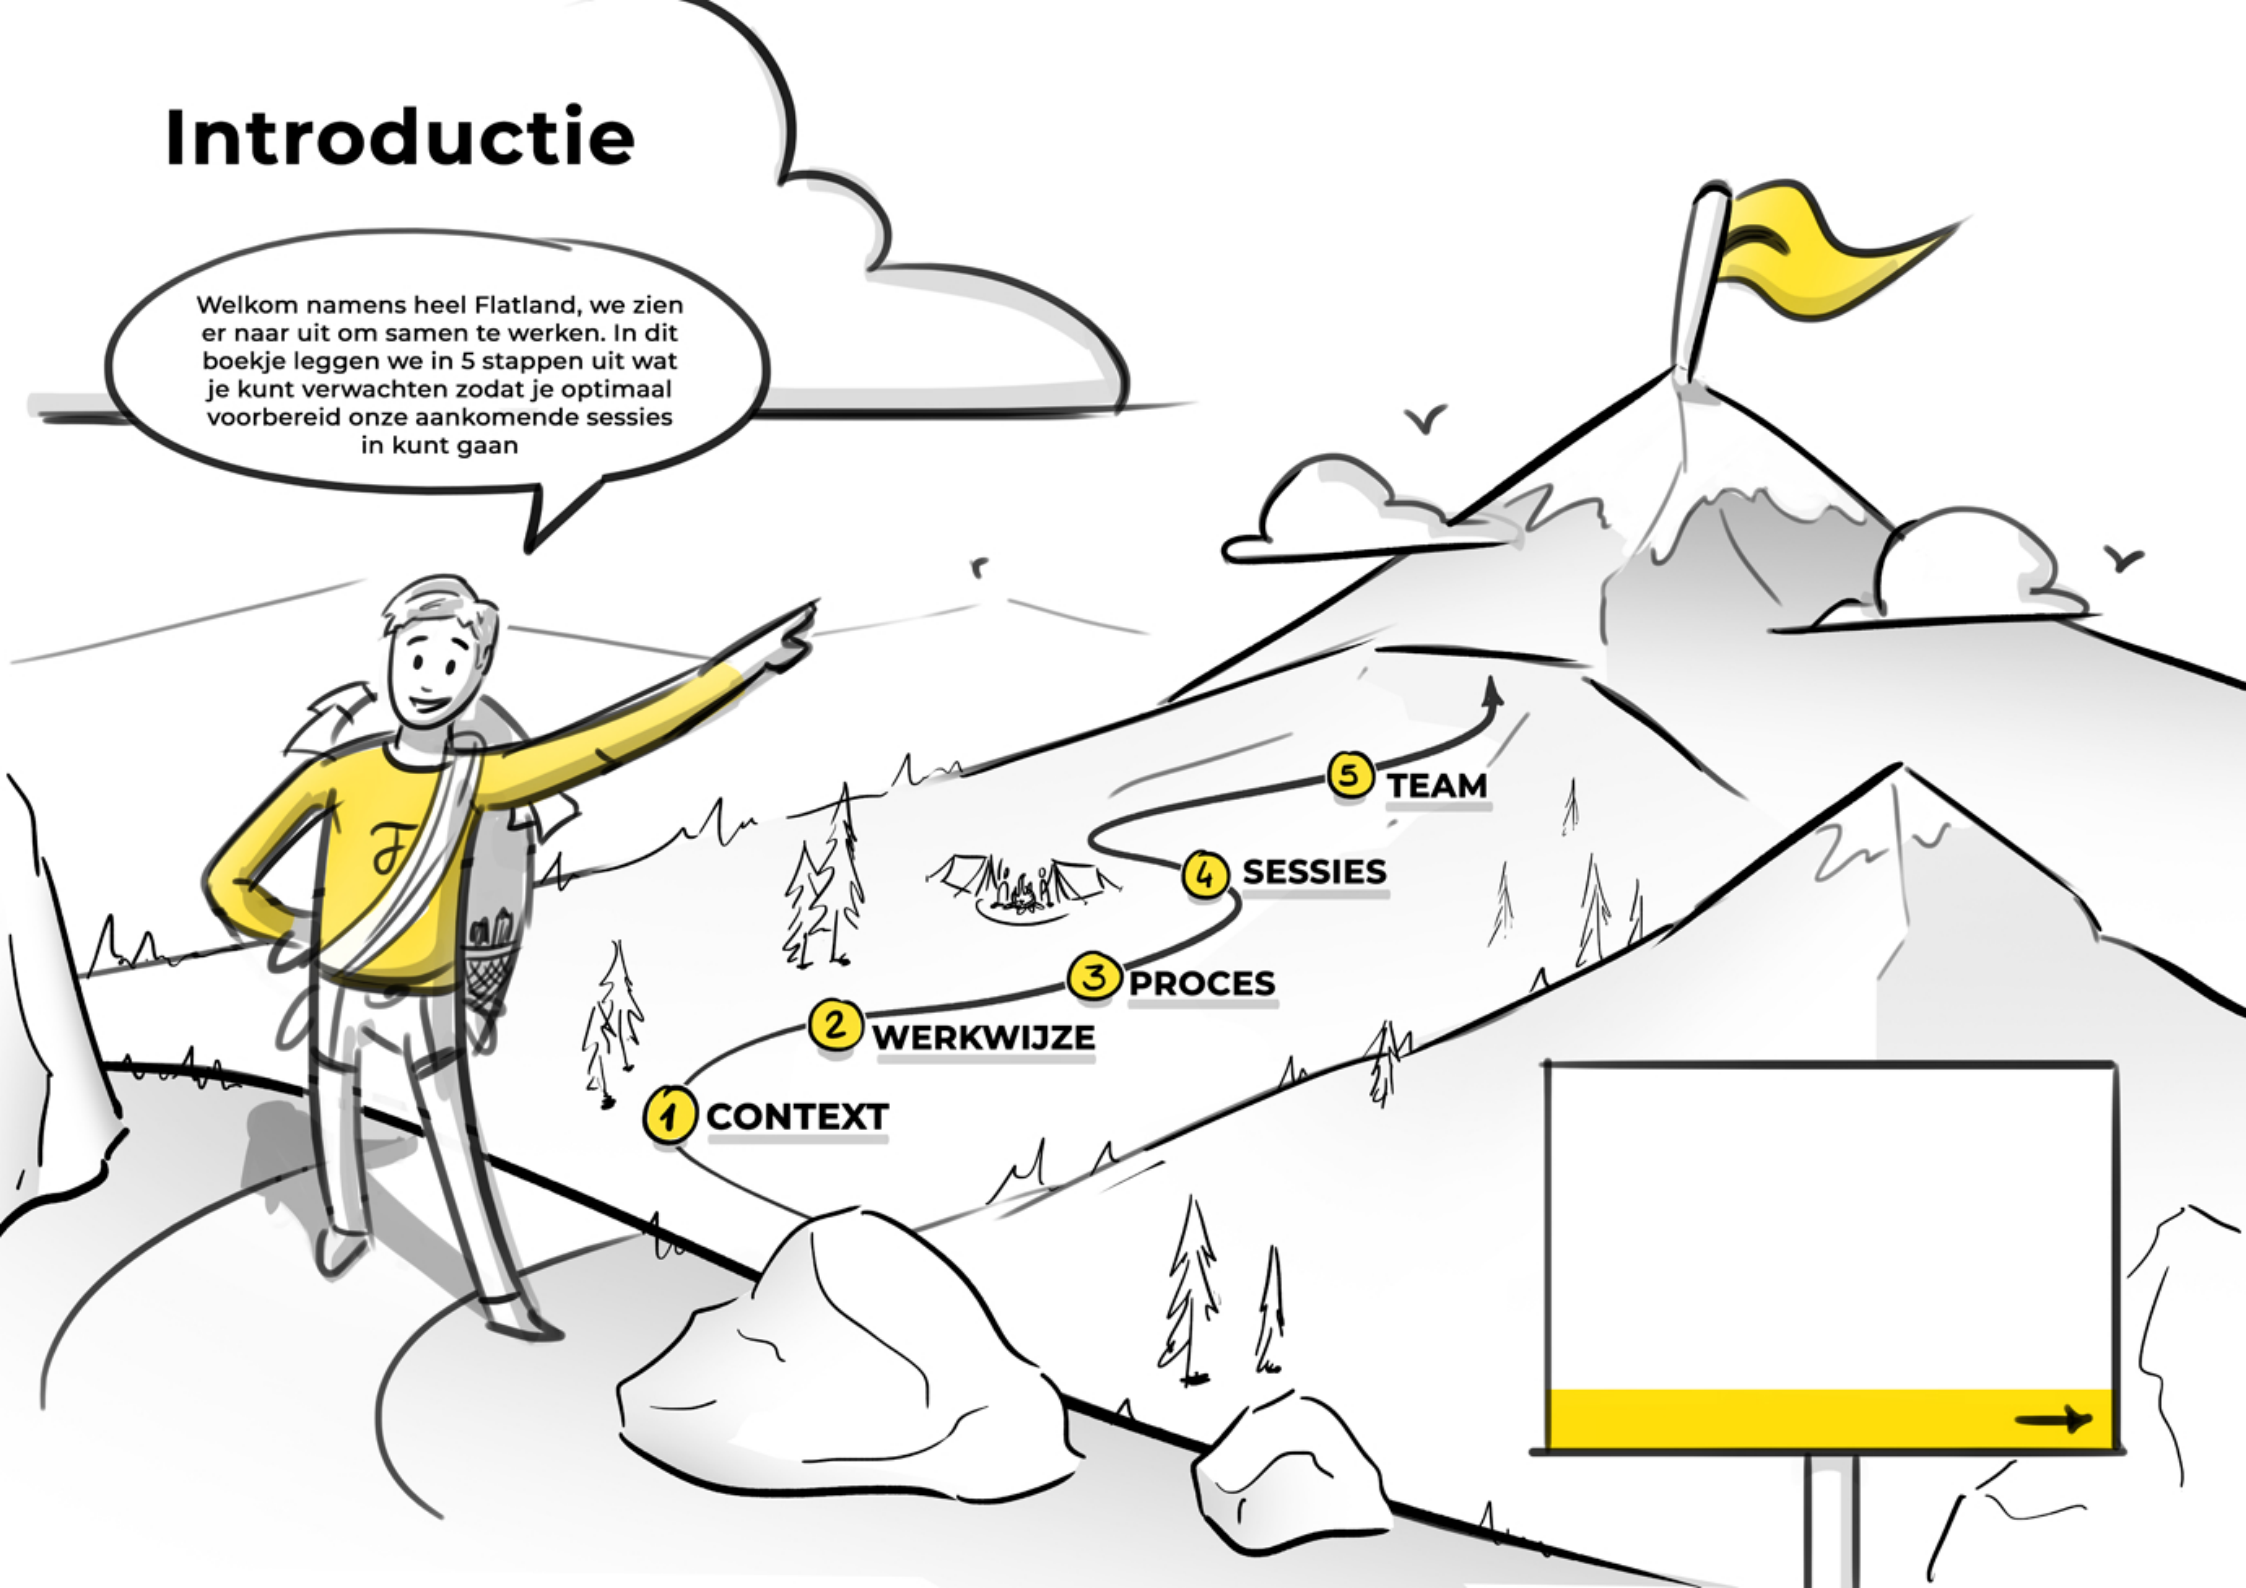 Introductie
Welkom namens heel Flatland, we zien
er naar uit om samen te werken. In dit
boekje leggen we in 5 stappen uit wat
je kunt verwachten zodat je optimaal
voorbereid onze aankomende sessies
in kunt gaan
F
5 TEAM
4 SESSIES
3 PROCES
2 WERKWIJZE
1 CONTEXT